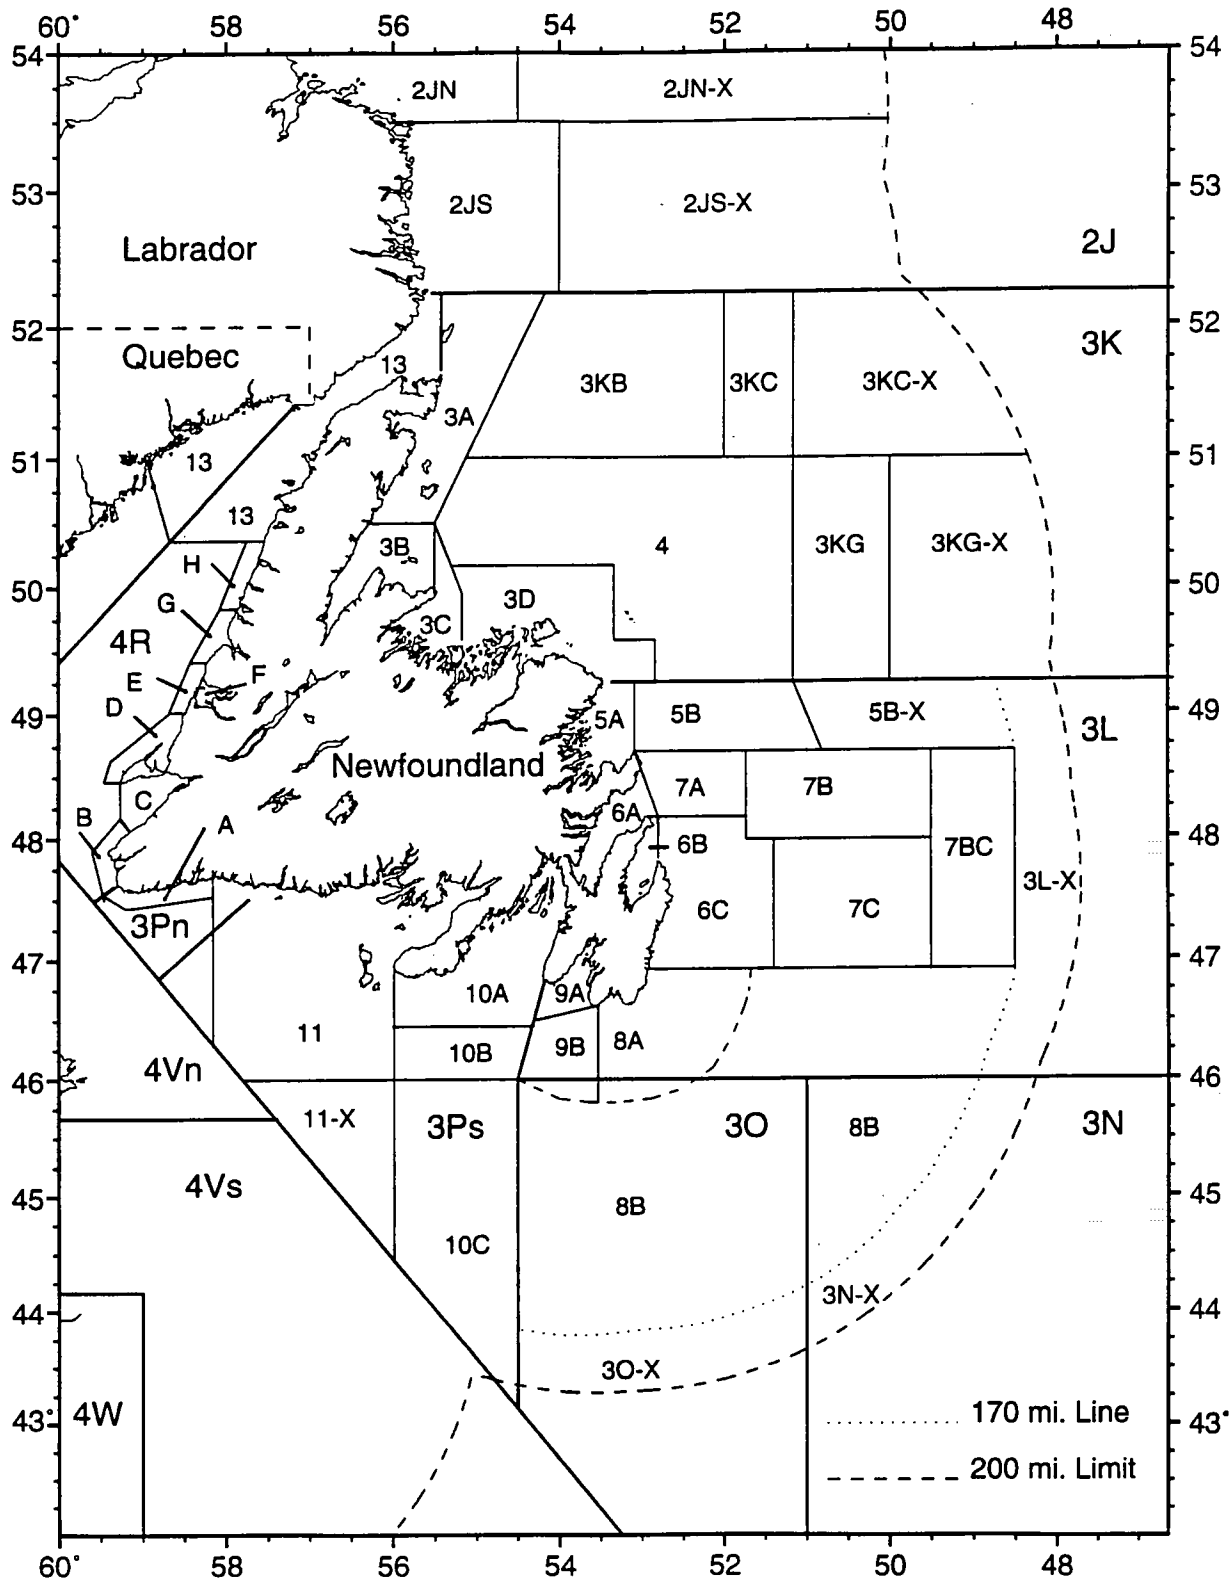 60° 58 56 54 52 50 48
54 54
2JN 2JN-X
53 53
2JS 2JS-X
Labrador 2J
52 52
Quebec 13 3K
3KB 3KC 3KC-X
3A
51 51
13
13 3B 4 3KG 3KG-X
H
50 50
G 3D
4R 3C
E F
D
49 5A 5B 5B-X 49
3L
Newfoundland
C 7A 7B
B A 6A
48 6B 7BC 48
3L-X
3Pn 6C 7C
47 47
10A 9A
11 10B 9B 8A
4Vn
46 46
11-X 3Ps 3O 8B 3N
4Vs
45 8B 45
10C
44 3N-X 44
3O-X
4W 170 mi. Line
43° 43°
200 mi. Limit
60° 58 56 54 52 50 48